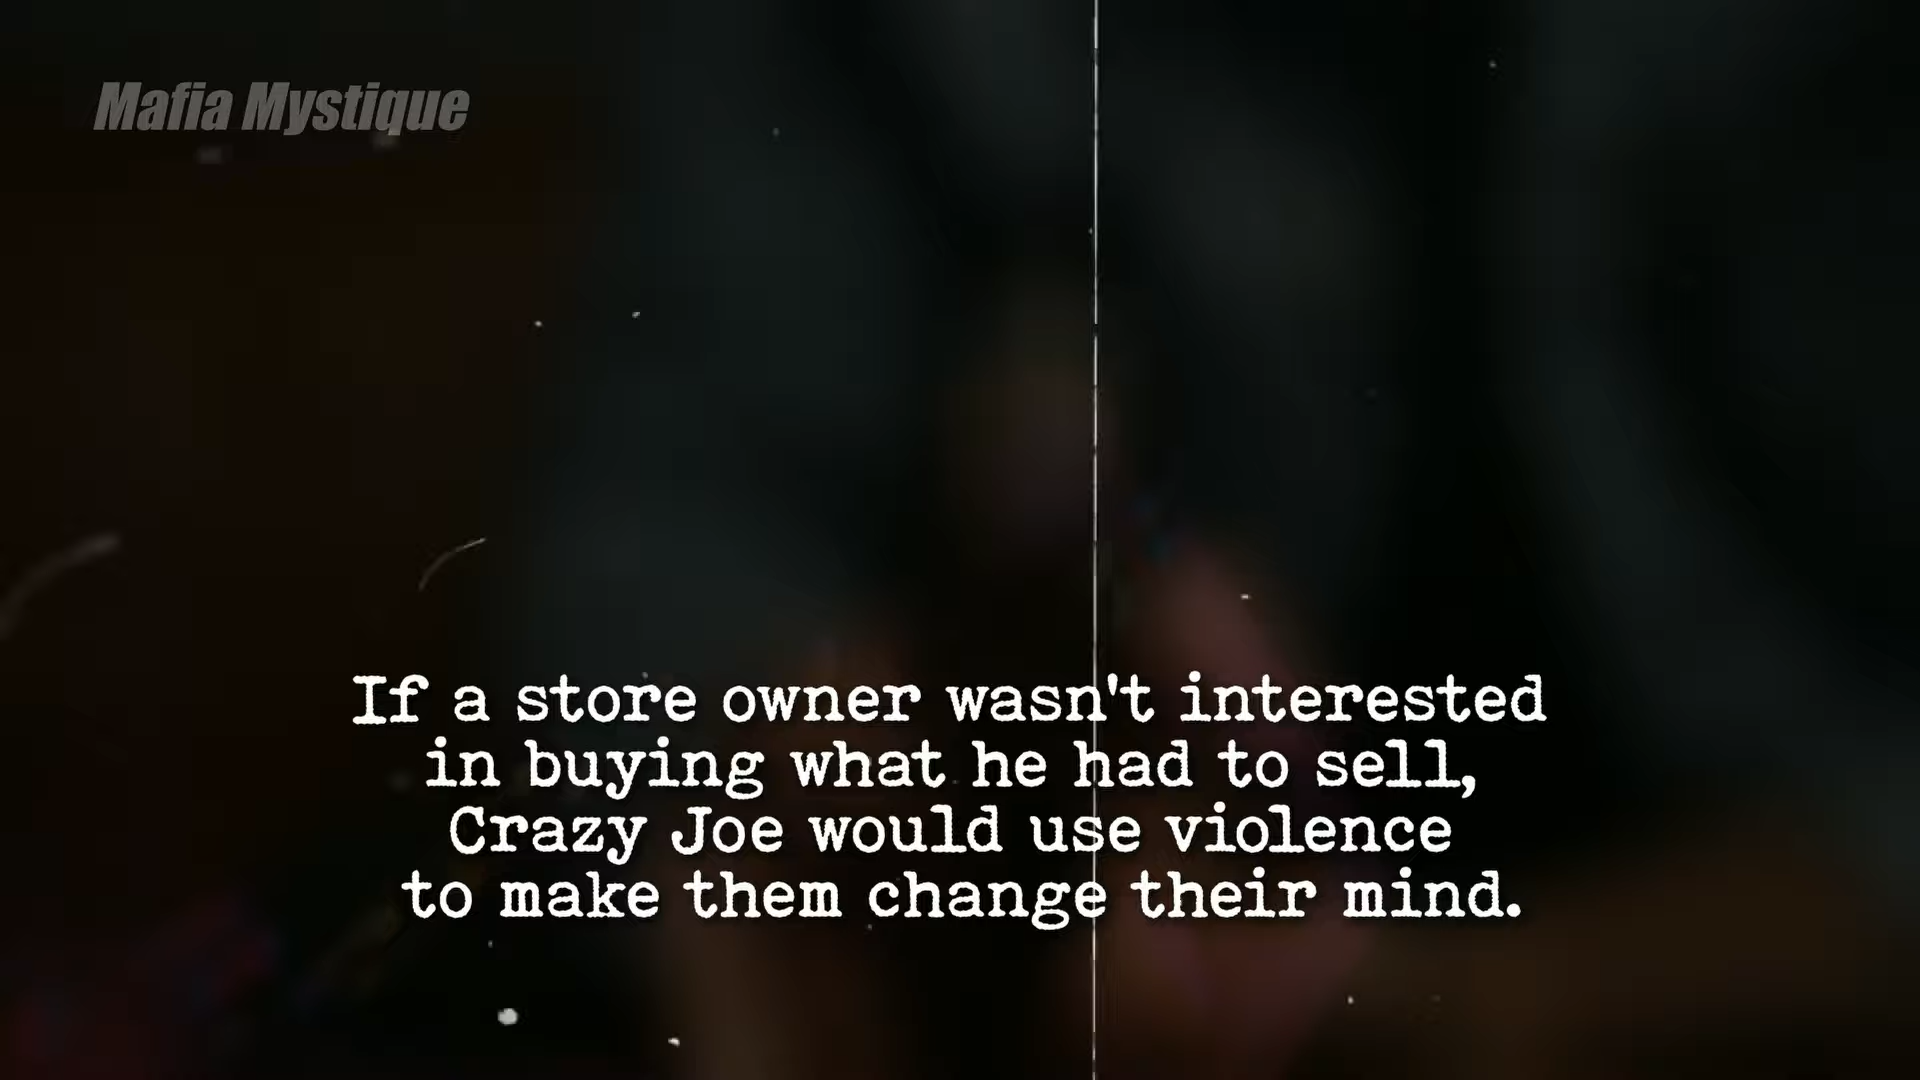 Mafia Mystique
If a store owner wasn't interested
in buying what he had to sell,
Crazy Joe would use violence
to make them change their mind.